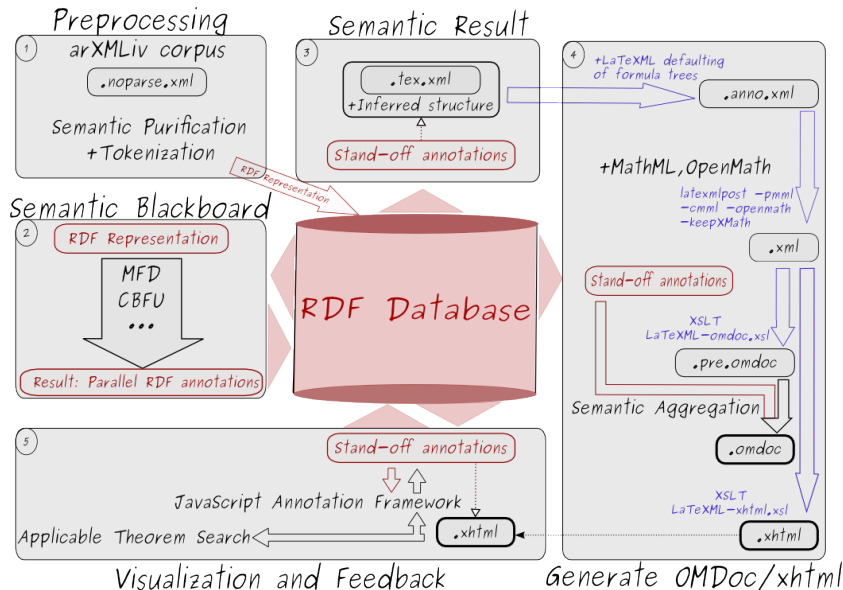 Preprocessing
1
arXMLiv corpus
.noparse.xml
Semantic Purification
+Tokenization
RDF Representation
Semantic Blackboard
2
RDF Representation
MFD
CBFU
...
Result: Parallel RDF annotations
Semantic Result
3
.tex.xml
+Inferred structure
Stand-off annotations
RDF Database
4
+LaTeXML defaulting
of formula trees
.anno.xml
+MathML,OpenMath
latexmlpost -pmml
-cmml -openmath
-keepXMath
.xml
Stand-off annotations
XSLT
LaTeXML-omdoc.xsl
.pre.omdoc
Semantic Aggregation
.omdoc
XSLT
LaTeXML-xhtml.xsl
.xhtml
Generate OMDoc/xhtml
5
Stand-off annotations
JavaScript Annotation Framework
Applicable Theorem Search
.xhtml
Visualization and Feedback